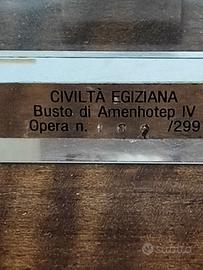 CIVILTÀ EGIZIANA
Busto di Amenhotep IV
Opera n. /299
subito